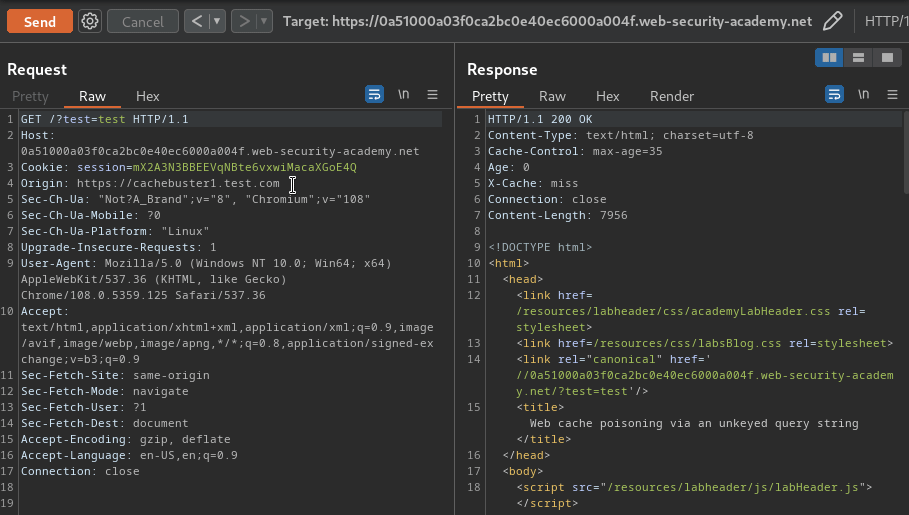 Send Cancel < > Target: https://0a51000a03f0ca2bc0e40ec6000a004f.web-security-academy.net HTTP/1
Request
Pretty Raw Hex \n
1 GET /?test=test HTTP/1.1
2 Host:
0a51000a03f0ca2bc0e40ec6000a004f.web-security-academy.net
3 Cookie: session=mX2A3N3BBEEVqNBte6vxwiMacaXGoE4Q
4 Origin: https://cachebuster1.test.com
5 Sec-Ch-Ua: "Not?A_Brand";v="8", "Chromium";v="108"
6 Sec-Ch-Ua-Mobile: ?0
7 Sec-Ch-Ua-Platform: "Linux"
8 Upgrade-Insecure-Requests: 1
9 User-Agent: Mozilla/5.0 (Windows NT 10.0; Win64; x64)
AppleWebKit/537.36 (KHTML, like Gecko)
Chrome/108.0.5359.125 Safari/537.36
10 Accept:
text/html,application/xhtml+xml,application/xml;q=0.9,image
/avif,image/webp,image/apng,*/*;q=0.8,application/signed-ex
change;v=b3;q=0.9
11 Sec-Fetch-Site: same-origin
12 Sec-Fetch-Mode: navigate
13 Sec-Fetch-User: ?1
14 Sec-Fetch-Dest: document
15 Accept-Encoding: gzip, deflate
16 Accept-Language: en-US,en;q=0.9
17 Connection: close
18
19
Response
Pretty Raw Hex Render \n
1 HTTP/1.1 200 OK
2 Content-Type: text/html; charset=utf-8
3 Cache-Control: max-age=35
4 Age: 0
5 X-Cache: miss
6 Connection: close
7 Content-Length: 7956
8
9 <!DOCTYPE html>
10 <html>
11 <head>
12 <link href=
/resources/labheader/css/academyLabHeader.css rel=
stylesheet>
13 <link href=/resources/css/labsBlog.css rel=stylesheet>
14 <link rel="canonical" href='
//0a51000a03f0ca2bc0e40ec6000a004f.web-security-academ
y.net/?test=test'/>
15 <title>
Web cache poisoning via an unkeyed query string
</title>
16 </head>
17 <body>
18 <script src="/resources/labheader/js/labHeader.js">
</script>